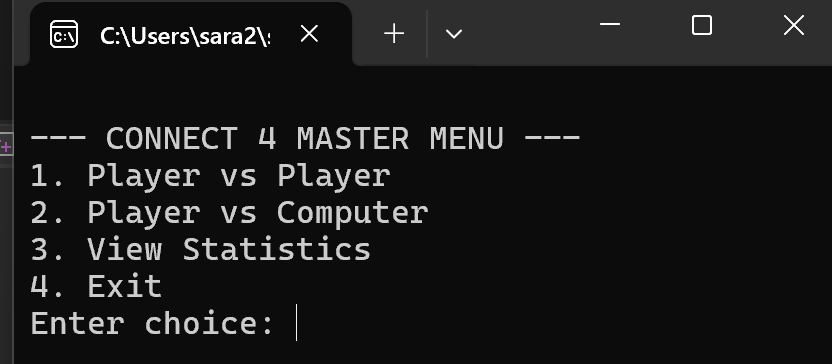 C:\Users\sara2\s
--- CONNECT 4 MASTER MENU ---
1. Player vs Player
2. Player vs Computer
3. View Statistics
4. Exit
Enter choice: